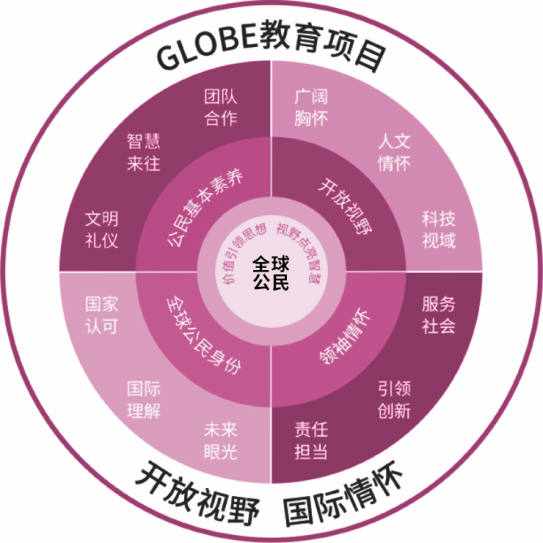 GLOBE教育项目
团队
合作
智慧
来往
文明
礼仪
公民基本素养
广阔
胸怀
人文
情怀
科技
视域
开放视野
价值引领思想 视野点亮智慧
全球
公民
国家
认可
国际
理解
未来
眼光
全球公民身份
服务
社会
引领
创新
责任
担当
领袖情怀
开放视野 国际情怀